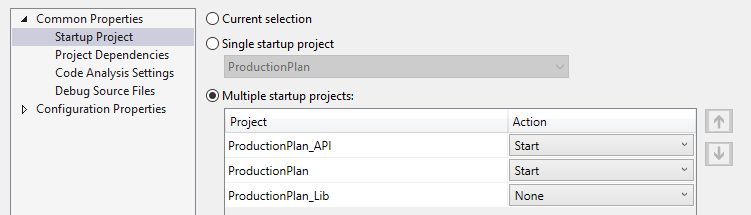 Common Properties
Startup Project
Project Dependencies
Code Analysis Settings
Debug Source Files
Configuration Properties
Current selection
Single startup project
ProductionPlan
Multiple startup projects:
Project Action
ProductionPlan_API Start
ProductionPlan Start
ProductionPlan_Lib None